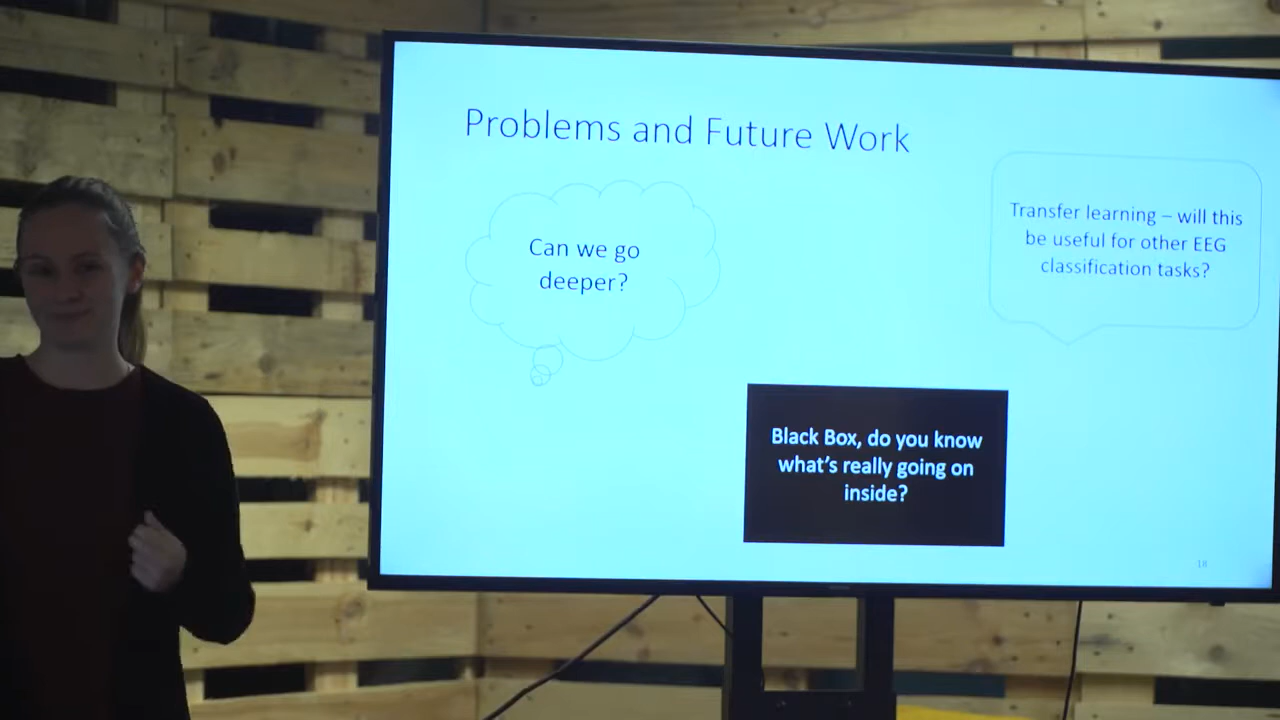 Problems and Future Work
Can we go
deeper?
Transfer learning – will this
be useful for other EEG
classification tasks?
Black Box, do you know
what's really going on
inside?
18